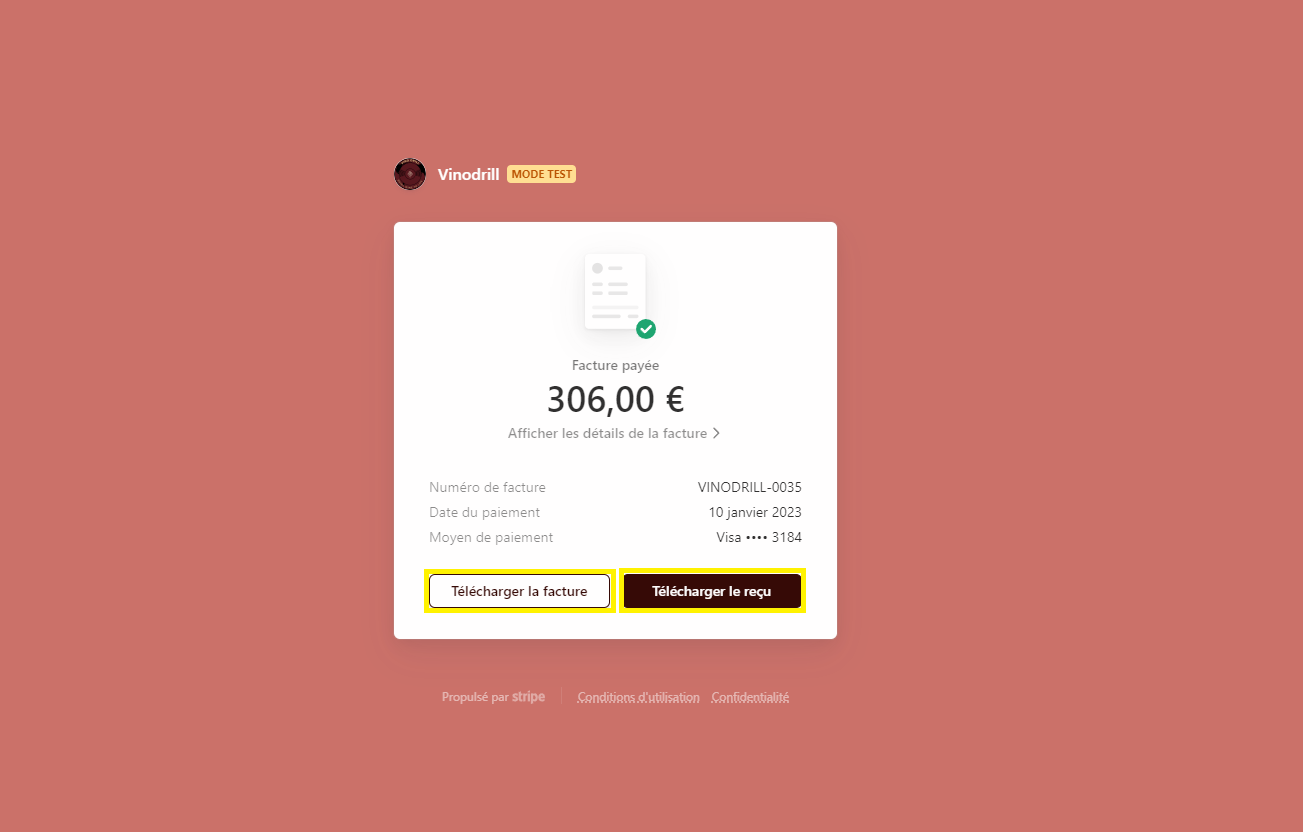 Vinodrill MODE TEST
Facture payée
306,00 €
Afficher les détails de la facture
Numéro de facture VINODRILL-0035
Date du paiement 10 janvier 2023
Moyen de paiement Visa •••• 3184
Télécharger la facture Télécharger le reçu
Propulsé par stripe Conditions d'utilisation Confidentialité